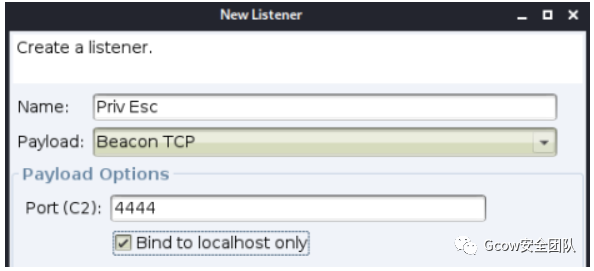 New Listener
Create a listener.
Name: Priv Esc
Payload: Beacon TCP
Payload Options
Port (C2): 4444
Bind to localhost only
Gcow安全团队